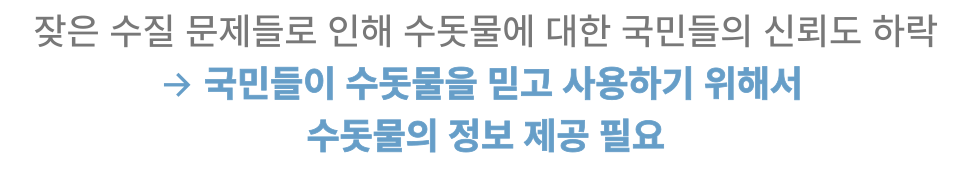 잦은 수질 문제들로 인해 수돗물에 대한 국민들의 신뢰도 하락
→ 국민들이 수돗물을 믿고 사용하기 위해서
수돗물의 정보 제공 필요